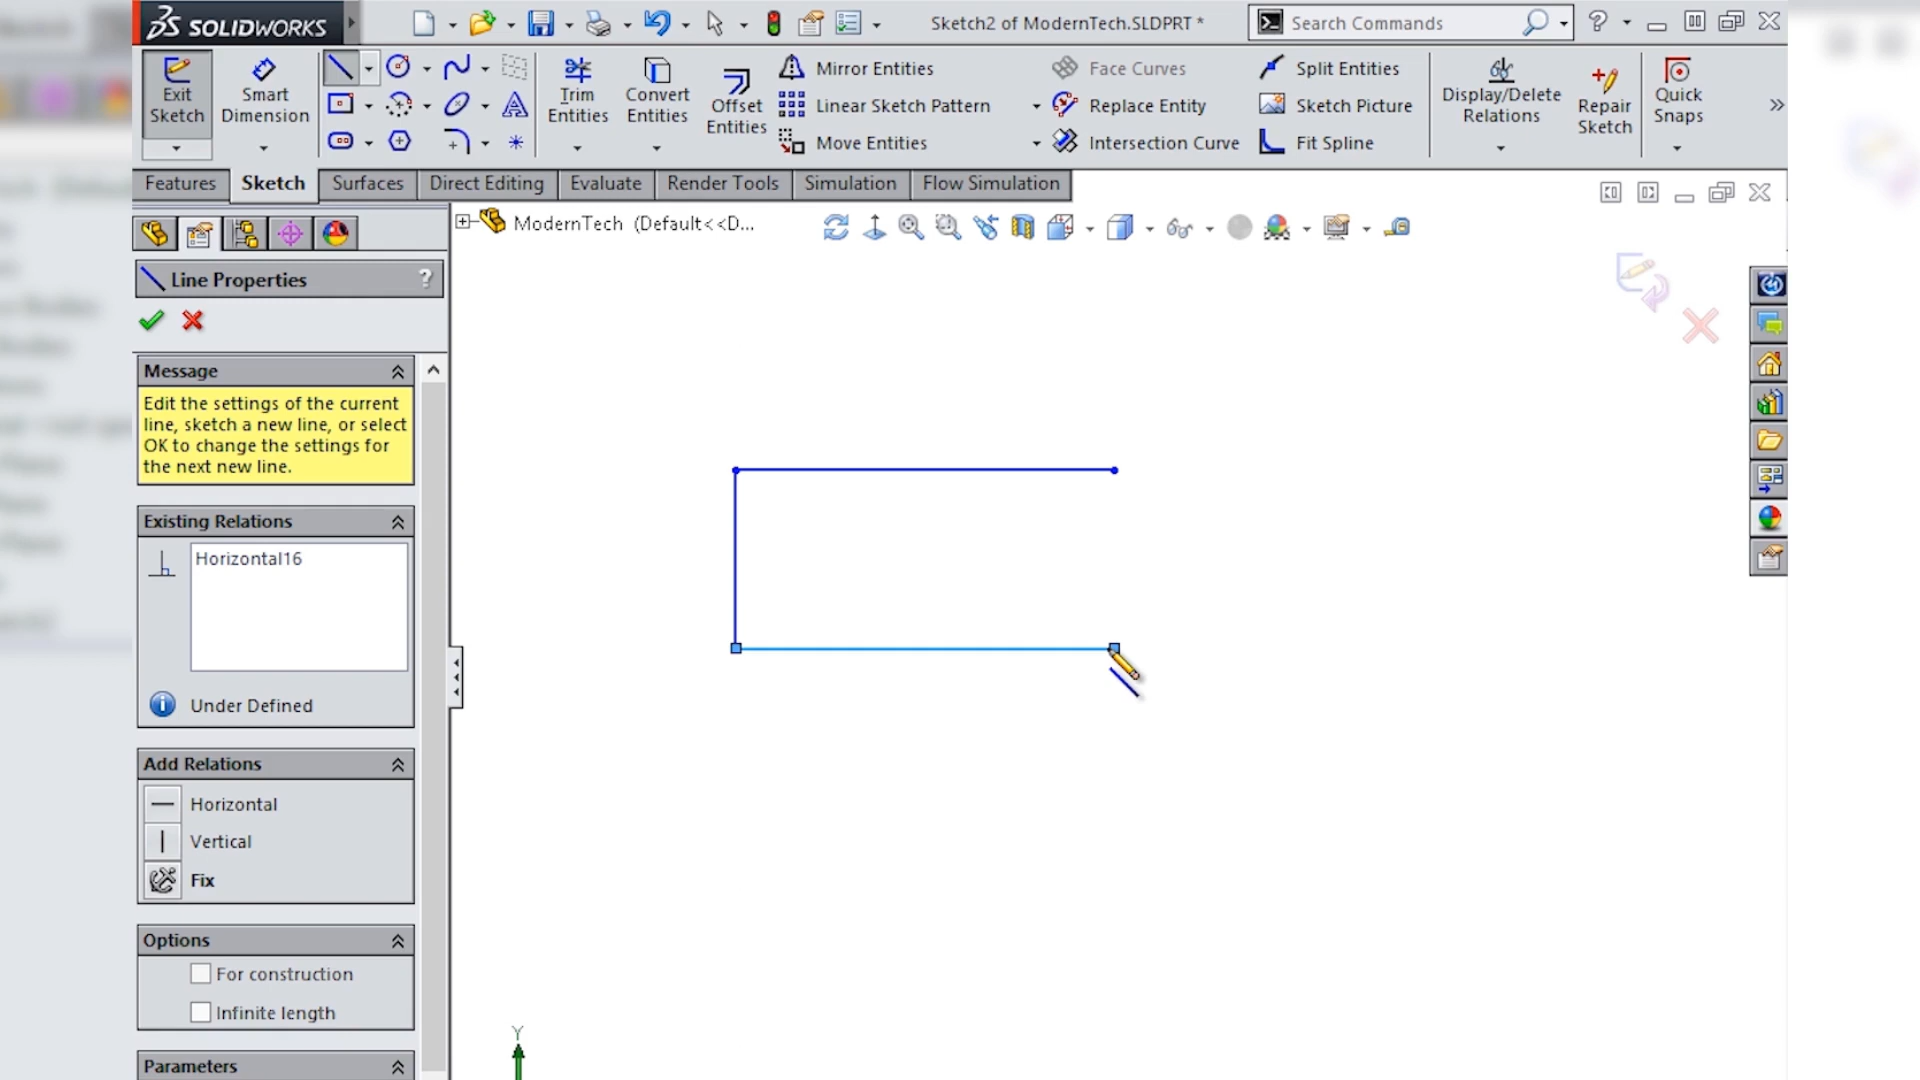 SOLIDWORKS
Sketch2 of ModernTech.SLDPRT *
Search Commands
Exit Sketch
Smart Dimension
Trim Entities
Convert Entities
Offset Entities
Mirror Entities
Linear Sketch Pattern
Move Entities
Face Curves
Replace Entity
Intersection Curve
Split Entities
Sketch Picture
Fit Spline
Display/Delete Relations
Repair Sketch
Quick Snaps
Features Sketch Surfaces Direct Editing Evaluate Render Tools Simulation Flow Simulation
ModernTech (Default<<D...
Line Properties ?
Message
Edit the settings of the current
line, sketch a new line, or select
OK to change the settings for
the next new line.
Existing Relations
Horizontal16
Under Defined
Add Relations
Horizontal
Vertical
Fix
Options
For construction
Infinite length
Parameters
Y